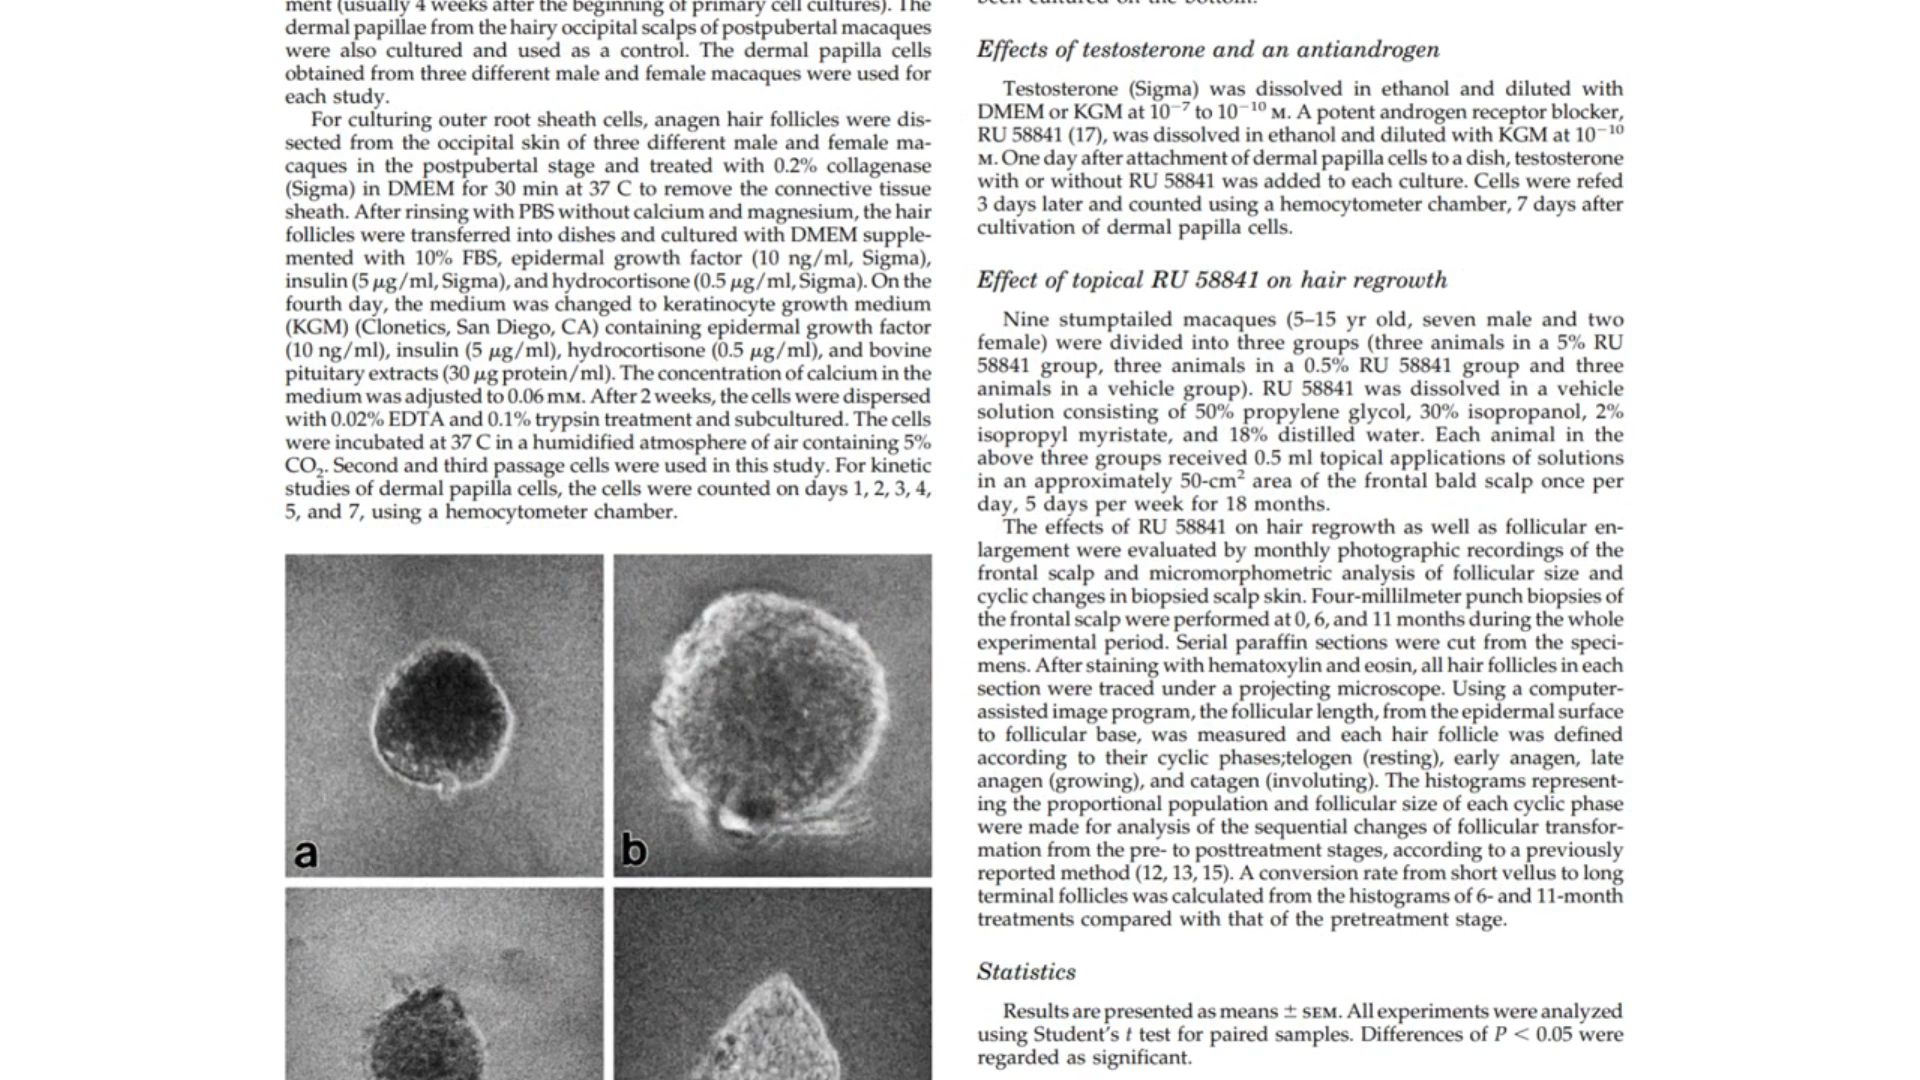 ment (usually 4 weeks after the beginning of primary cell cultures). The
dermal papillae from the hairy occipital scalps of postpubertal macaques
were also cultured and used as a control. The dermal papilla cells
obtained from three different male and female macaques were used for
each study.
For culturing outer root sheath cells, anagen hair follicles were dis-
sected from the occipital skin of three different male and female ma-
caques in the postpubertal stage and treated with 0.2% collagenase
(Sigma) in DMEM for 30 min at 37 C to remove the connective tissue
sheath. After rinsing with PBS without calcium and magnesium, the hair
follicles were transferred into dishes and cultured with DMEM supple-
mented with 10% FBS, epidermal growth factor (10 ng/ml, Sigma),
insulin (5 μg/ml, Sigma), and hydrocortisone (0.5 μg/ml, Sigma). On the
fourth day, the medium was changed to keratinocyte growth medium
(KGM) (Clonetics, San Diego, CA) containing epidermal growth factor
(10 ng/ml), insulin (5 μg/ml), hydrocortisone (0.5 μg/ml), and bovine
pituitary extracts (30 μg protein/ml). The concentration of calcium in the
medium was adjusted to 0.06 mM. After 2 weeks, the cells were dispersed
with 0.02% EDTA and 0.1% trypsin treatment and subcultured. The cells
were incubated at 37 C in a humidified atmosphere of air containing 5%
CO₂. Second and third passage cells were used in this study. For kinetic
studies of dermal papilla cells, the cells were counted on days 1, 2, 3, 4,
5, and 7, using a hemocytometer chamber.
a
b
been cultured on the bottom.
Effects of testosterone and an antiandrogen
Testosterone (Sigma) was dissolved in ethanol and diluted with
DMEM or KGM at 10⁻⁷ to 10⁻¹⁰ M. A potent androgen receptor blocker,
RU 58841 (17), was dissolved in ethanol and diluted with KGM at 10⁻¹⁰
M. One day after attachment of dermal papilla cells to a dish, testosterone
with or without RU 58841 was added to each culture. Cells were refed
3 days later and counted using a hemocytometer chamber, 7 days after
cultivation of dermal papilla cells.
Effect of topical RU 58841 on hair regrowth
Nine stumptailed macaques (5–15 yr old, seven male and two
female) were divided into three groups (three animals in a 5% RU
58841 group, three animals in a 0.5% RU 58841 group and three
animals in a vehicle group). RU 58841 was dissolved in a vehicle
solution consisting of 50% propylene glycol, 30% isopropanol, 2%
isopropyl myristate, and 18% distilled water. Each animal in the
above three groups received 0.5 ml topical applications of solutions
in an approximately 50-cm² area of the frontal bald scalp once per
day, 5 days per week for 18 months.
The effects of RU 58841 on hair regrowth as well as follicular en-
largement were evaluated by monthly photographic recordings of the
frontal scalp and micromorphometric analysis of follicular size and
cyclic changes in biopsied scalp skin. Four-millilmeter punch biopsies of
the frontal scalp were performed at 0, 6, and 11 months during the whole
experimental period. Serial paraffin sections were cut from the speci-
mens. After staining with hematoxylin and eosin, all hair follicles in each
section were traced under a projecting microscope. Using a computer-
assisted image program, the follicular length, from the epidermal surface
to follicular base, was measured and each hair follicle was defined
according to their cyclic phases;telogen (resting), early anagen, late
anagen (growing), and catagen (involuting). The histograms represent-
ing the proportional population and follicular size of each cyclic phase
were made for analysis of the sequential changes of follicular transfor-
mation from the pre- to posttreatment stages, according to a previously
reported method (12, 13, 15). A conversion rate from short vellus to long
terminal follicles was calculated from the histograms of 6- and 11-month
treatments compared with that of the pretreatment stage.
Statistics
Results are presented as means ± SEM. All experiments were analyzed
using Student's t test for paired samples. Differences of P < 0.05 were
regarded as significant.